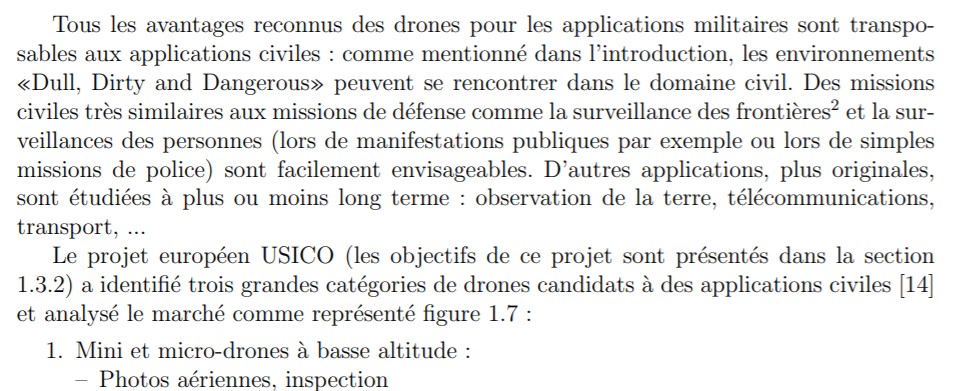 Tous les avantages reconnus des drones pour les applications militaires sont transpo-
sables aux applications civiles : comme mentionné dans l'introduction, les environnements
«Dull, Dirty and Dangerous» peuvent se rencontrer dans le domaine civil. Des missions
civiles très similaires aux missions de défense comme la surveillance des frontières² et la sur-
veillances des personnes (lors de manifestations publiques par exemple ou lors de simples
missions de police) sont facilement envisageables. D'autres applications, plus originales,
sont étudiées à plus ou moins long terme : observation de la terre, télécommunications,
transport, ...
Le projet européen USICO (les objectifs de ce projet sont présentés dans la section
1.3.2) a identifié trois grandes catégories de drones candidats à des applications civiles [14]
et analysé le marché comme représenté figure 1.7 :
1. Mini et micro-drones à basse altitude :
– Photos aériennes, inspection